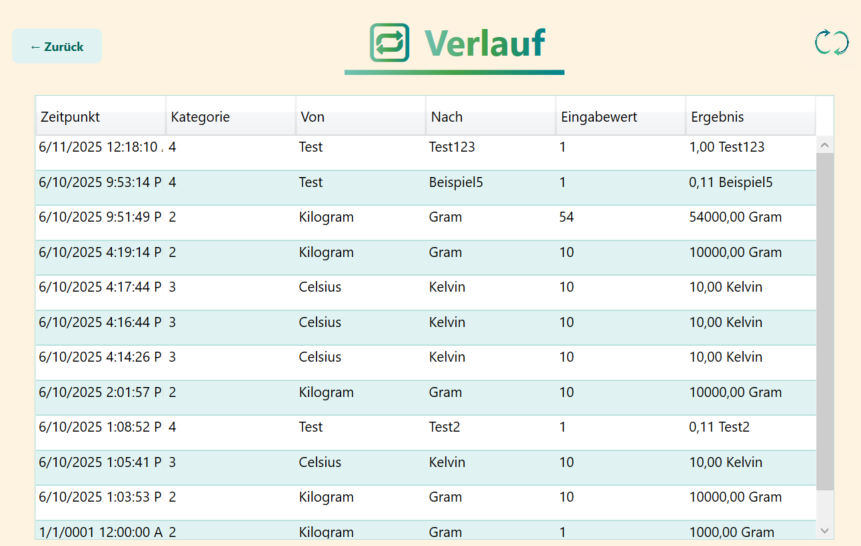 ← Zurück
Verlauf
Zeitpunkt Kategorie Von Nach Eingabewert Ergebnis
6/11/2025 12:18:10 . 4 Test Test123 1 1,00 Test123
6/10/2025 9:53:14 P 4 Test Beispiel5 1 0,11 Beispiel5
6/10/2025 9:51:49 P 2 Kilogram Gram 54 54000,00 Gram
6/10/2025 4:19:14 P 2 Kilogram Gram 10 10000,00 Gram
6/10/2025 4:17:44 P 3 Celsius Kelvin 10 10,00 Kelvin
6/10/2025 4:16:44 P 3 Celsius Kelvin 10 10,00 Kelvin
6/10/2025 4:14:26 P 3 Celsius Kelvin 10 10,00 Kelvin
6/10/2025 2:01:57 P 2 Kilogram Gram 10 10000,00 Gram
6/10/2025 1:08:52 P 4 Test Test2 1 0,11 Test2
6/10/2025 1:05:41 P 3 Celsius Kelvin 10 10,00 Kelvin
6/10/2025 1:03:53 P 2 Kilogram Gram 10 10000,00 Gram
1/1/0001 12:00:00 A 2 Kilogram Gram 1 1000,00 Gram